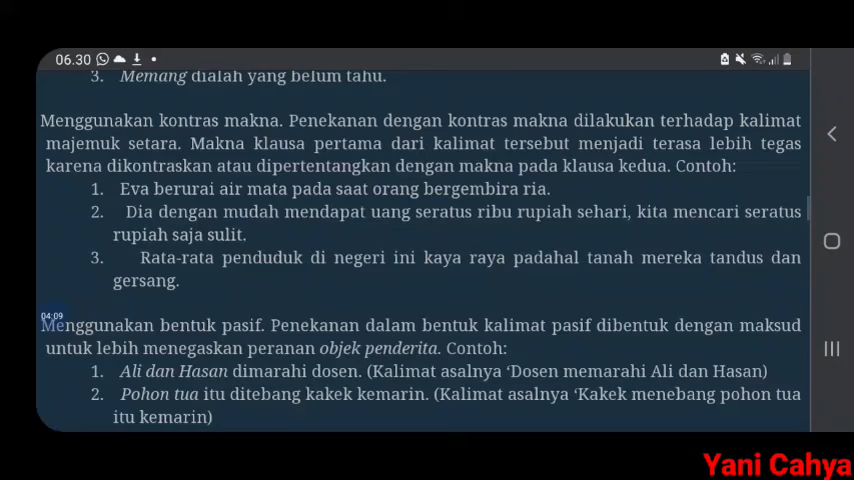 06.30
3. Memang dialah yang belum tahu.
Menggunakan kontras makna. Penekanan dengan kontras makna dilakukan terhadap kalimat
majemuk setara. Makna klausa pertama dari kalimat tersebut menjadi terasa lebih tegas
karena dikontraskan atau dipertentangkan dengan makna pada klausa kedua. Contoh:
1. Eva berurai air mata pada saat orang bergembira ria.
2. Dia dengan mudah mendapat uang seratus ribu rupiah sehari, kita mencari seratus
rupiah saja sulit.
3. Rata-rata penduduk di negeri ini kaya raya padahal tanah mereka tandus dan
gersang.
04:09
Menggunakan bentuk pasif. Penekanan dalam bentuk kalimat pasif dibentuk dengan maksud
untuk lebih menegaskan peranan objek penderita. Contoh:
1. Ali dan Hasan dimarahi dosen. (Kalimat asalnya ‘Dosen memarahi Ali dan Hasan)
2. Pohon tua itu ditebang kakek kemarin. (Kalimat asalnya ‘Kakek menebang pohon tua
itu kemarin)
Yani Cahya